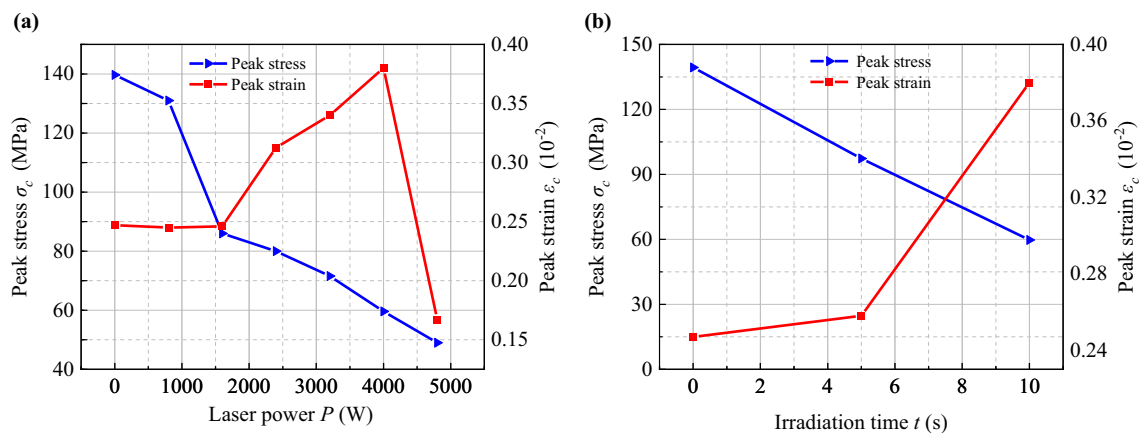 (a)
Peak stress
Peak strain
Peak stress σc (MPa)
140
120
100
80
60
40
0.40
0.35
0.30
0.25
0.20
0.15
Peak strain εc (10-2)
0 1000 2000 3000 4000 5000
Laser power P (W)
(b)
Peak stress
Peak strain
Peak stress σc (MPa)
150
120
90
60
30
0
0.40
0.36
0.32
0.28
0.24
Peak strain εc (10-2)
0 2 4 6 8 10
Irradiation time t (s)